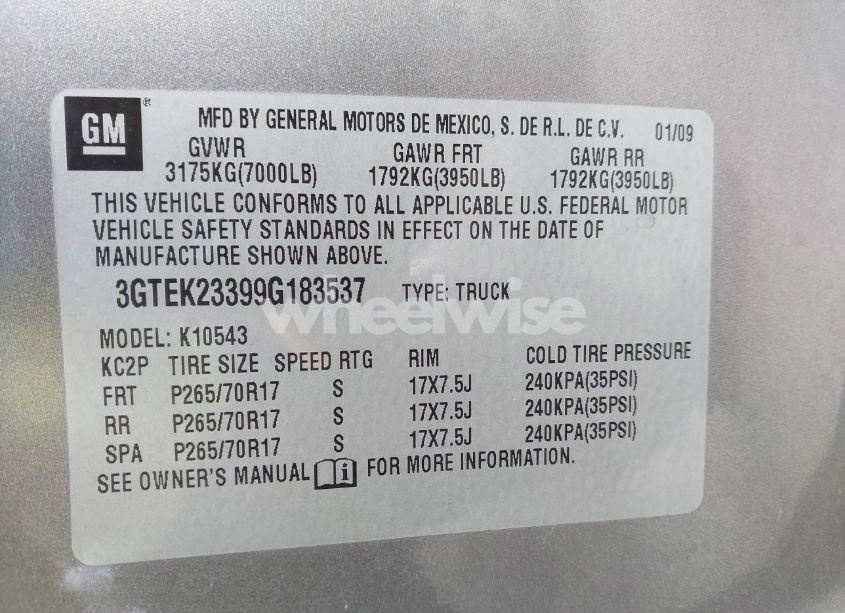 GM ®
MFD BY GENERAL MOTORS DE MEXICO, S. DE R.L. DE C.V. 01/09
GVWR GAWR FRT GAWR RR
3175KG(7000LB) 1792KG(3950LB) 1792KG(3950LB)
THIS VEHICLE CONFORMS TO ALL APPLICABLE U.S. FEDERAL MOTOR
VEHICLE SAFETY STANDARDS IN EFFECT ON THE DATE OF
MANUFACTURE SHOWN ABOVE.
3GTEK23399G183537 TYPE: TRUCK
wheelwise
MODEL: K10543
KC2P TIRE SIZE SPEED RTG RIM COLD TIRE PRESSURE
FRT P265/70R17 S 17X7.5J 240KPA(35PSI)
RR P265/70R17 S 17X7.5J 240KPA(35PSI)
SPA P265/70R17 S 17X7.5J 240KPA(35PSI)
SEE OWNER'S MANUAL i FOR MORE INFORMATION.